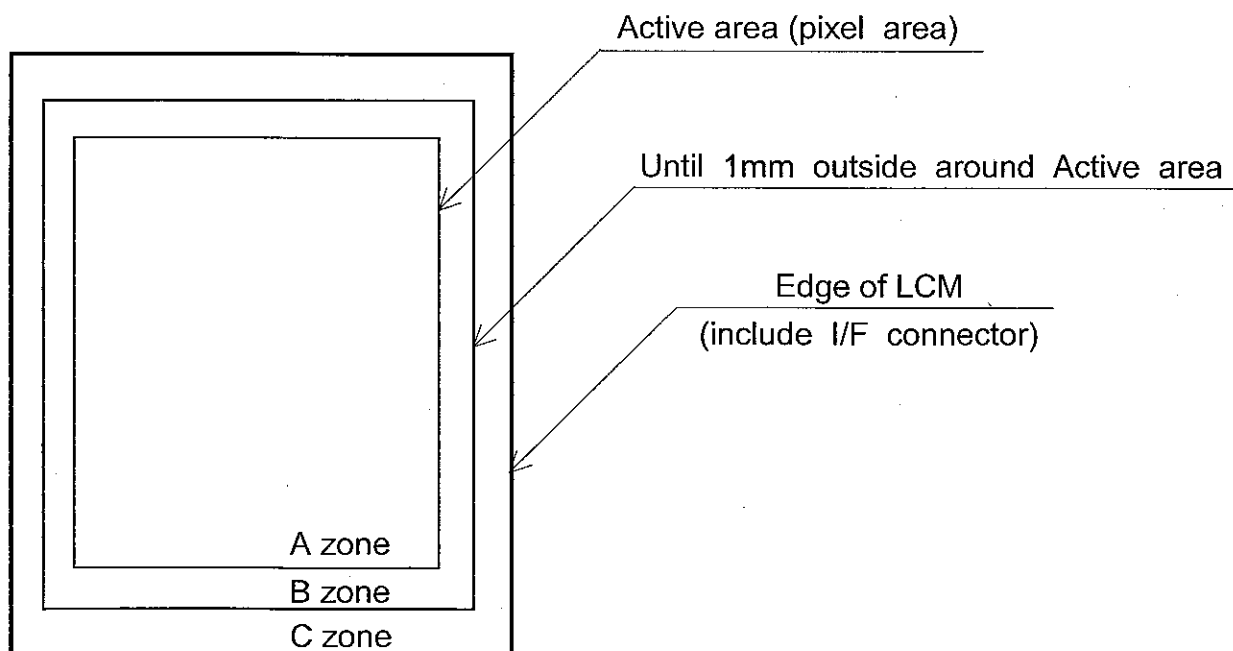 Active area (pixel area)
Until 1mm outside around Active area
Edge of LCM
(include I/F connector)
A zone
B zone
C zone